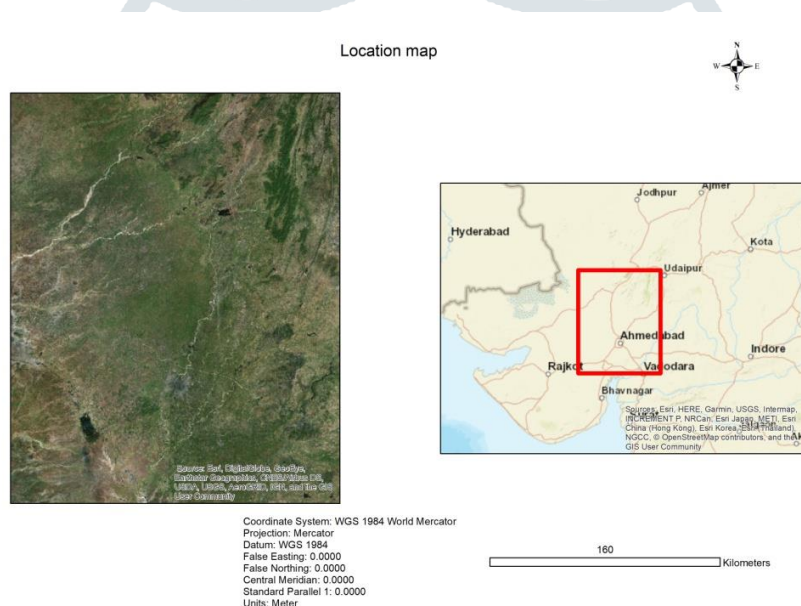 Location map
N
W E
S
Jodhpur
Ajmer
Hyderabad
Kota
Udaipur
Ahmedabad
Indore
Rajkot
Vadodara
Bhavnagar
Surat
Sources: Esri, HERE, Garmin, USGS, Intermap,
INCREMENT P, NRCan, Esri Japan, METI, Esri
China (Hong Kong), Esri Korea, Esri (Thailand),
NGCC, © OpenStreetMap contributors, and the
GIS User Community
Source: Esri, DigitalGlobe, GeoEye,
Earthstar Geographics, CNES/Airbus DS,
USDA, USGS, AeroGRID, IGN, and the GIS
User Community
Coordinate System: WGS 1984 World Mercator
Projection: Mercator
Datum: WGS 1984
False Easting: 0.0000
False Northing: 0.0000
Central Meridian: 0.0000
Standard Parallel 1: 0.0000
Units: Meter
160
Kilometers